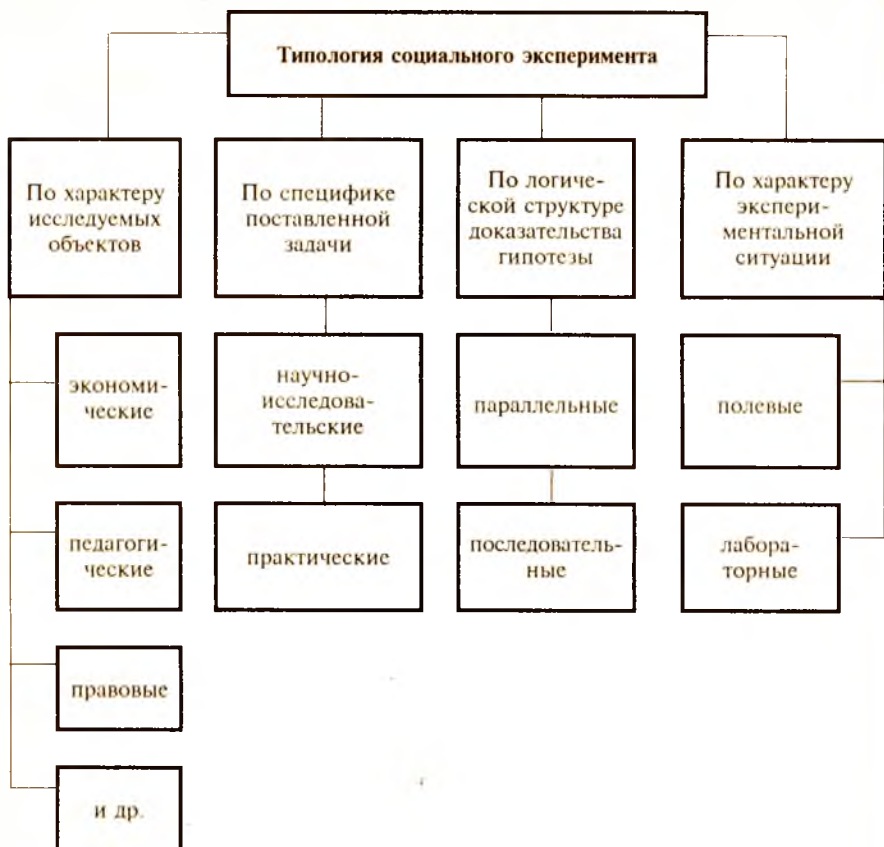 Типология социального эксперимента
По характеру
исследуемых
объектов
По специфике
поставленной
задачи
По логиче-
ской структуре
доказательства
гипотезы
По характеру
экспери-
ментальной
ситуации
экономи-
ческие
научно-
исследова-
тельские
параллельные
полевые
педагоги-
ческие
практические
последователь-
ные
лабора-
торные
правовые
и др.